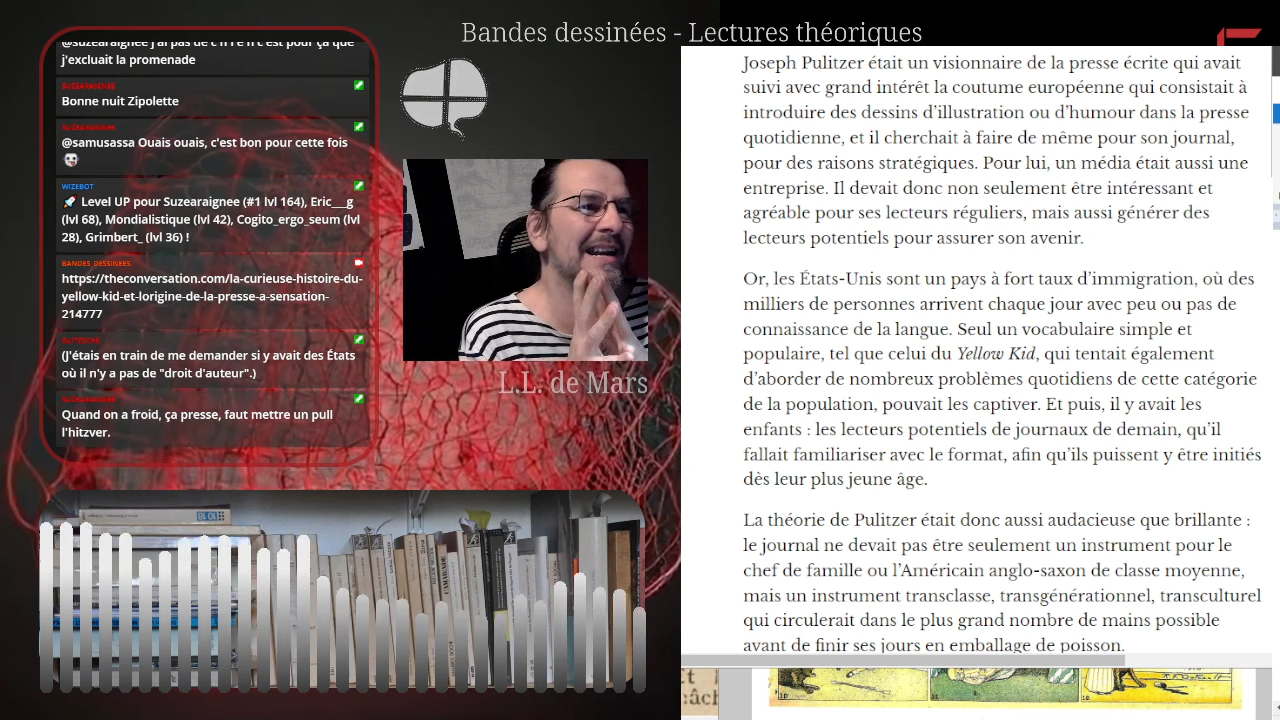 Bandes dessinées - Lectures théoriques
j'excluait la promenade
SUZEARAIGNEE
Bonne nuit Zipolette
SUZEARAIGNEE
@samusassa Ouais ouais, c'est bon pour cette fois
WIZEBOT
Level UP pour Suzearaignee (#1 lvl 164), Eric___g
(lvl 68), Mondialistique (lvl 42), Cogito_ergo_seum (lvl
28), Grimbert_ (lvl 36) !
BANDES DESSINEES
https://theconversation.com/la-curieuse-histoire-du-
yellow-kid-et-lorigine-de-la-presse-a-sensation-
214777
(J'étais en train de me demander si y avait des États
où il n'y a pas de "droit d'auteur".)
SUZEARAIGNEE
Quand on a froid, ça presse, faut mettre un pull
l'hitzver.
L.L. de Mars
Joseph Pulitzer était un visionnaire de la presse écrite qui avait
suivi avec grand intérêt la coutume européenne qui consistait à
introduire des dessins d’illustration ou d’humour dans la presse
quotidienne, et il cherchait à faire de même pour son journal,
pour des raisons stratégiques. Pour lui, un média était aussi une
entreprise. Il devait donc non seulement être intéressant et
agréable pour ses lecteurs réguliers, mais aussi générer des
lecteurs potentiels pour assurer son avenir.
Or, les États-Unis sont un pays à fort taux d’immigration, où des
milliers de personnes arrivent chaque jour avec peu ou pas de
connaissance de la langue. Seul un vocabulaire simple et
populaire, tel que celui du Yellow Kid, qui tentait également
d’aborder de nombreux problèmes quotidiens de cette catégorie
de la population, pouvait les captiver. Et puis, il y avait les
enfants : les lecteurs potentiels de journaux de demain, qu’il
fallait familiariser avec le format, afin qu’ils puissent y être initiés
dès leur plus jeune âge.
La théorie de Pulitzer était donc aussi audacieuse que brillante :
le journal ne devait pas être seulement un instrument pour le
chef de famille ou l’Américain anglo-saxon de classe moyenne,
mais un instrument transclasse, transgénérationnel, transculturel
qui circulerait dans le plus grand nombre de mains possible
avant de finir ses jours en emballage de poisson.